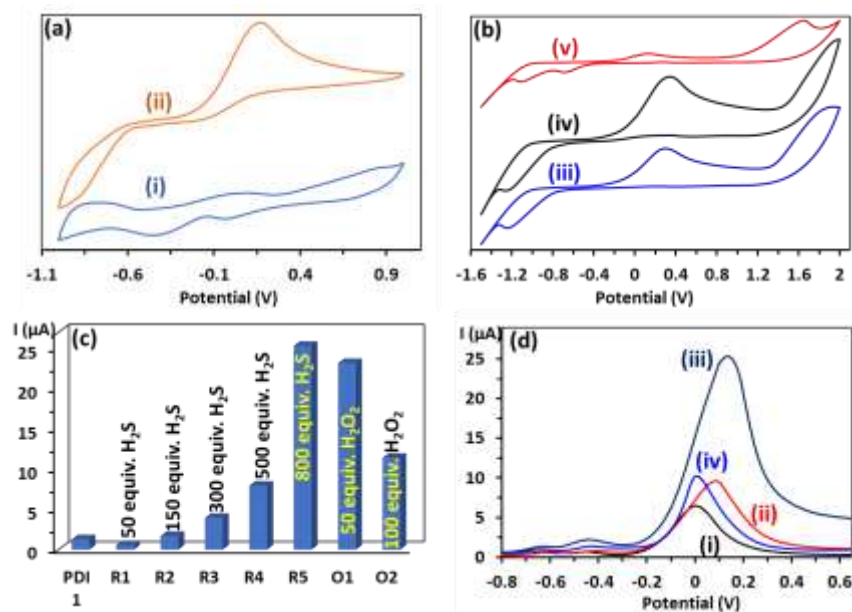 (a)
(ii)
(i)
-1.1 -0.6 -0.1 0.4 0.9
Potential (V)
(b)
(v)
(iv)
(iii)
-1.6 -1.2 -0.8 -0.4 0 0.4 0.8 1.2 1.6 2
Potential (V)
I (µA)
(c)
25
20
15
10
5
0
50 equiv. H₂S
150 equiv. H₂S
300 equiv. H₂S
500 equiv. H₂S
800 equiv. H₂S
50 equiv. H₂O₂
100 equiv. H₂O₂
PDI R1 R2 R3 R4 R5 O1 O2
1
I (µA)
(d)
25
20
15
10
5
0
(iii)
(iv)
(ii)
(i)
-0.8 -0.6 -0.4 -0.2 0 0.2 0.4 0.6
Potential (V)